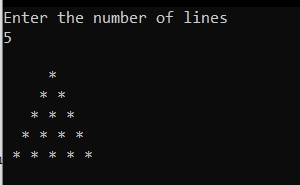 Enter the number of lines
5
    *
   * *
  * * *
 * * * *
* * * * *